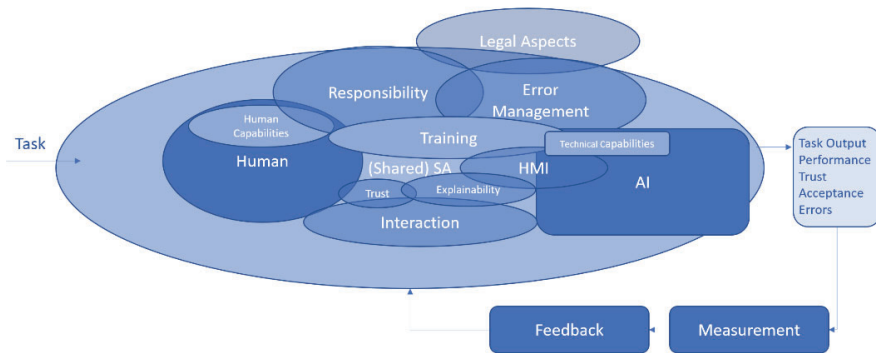 Legal Aspects
Responsibility
Error
Management
Human
Capabilities
Task
Training
Technical Capabilities
Human
(Shared) SA
HMI
AI
Trust
Explainability
Interaction
Task Output
Performance
Trust
Acceptance
Errors
Feedback
Measurement